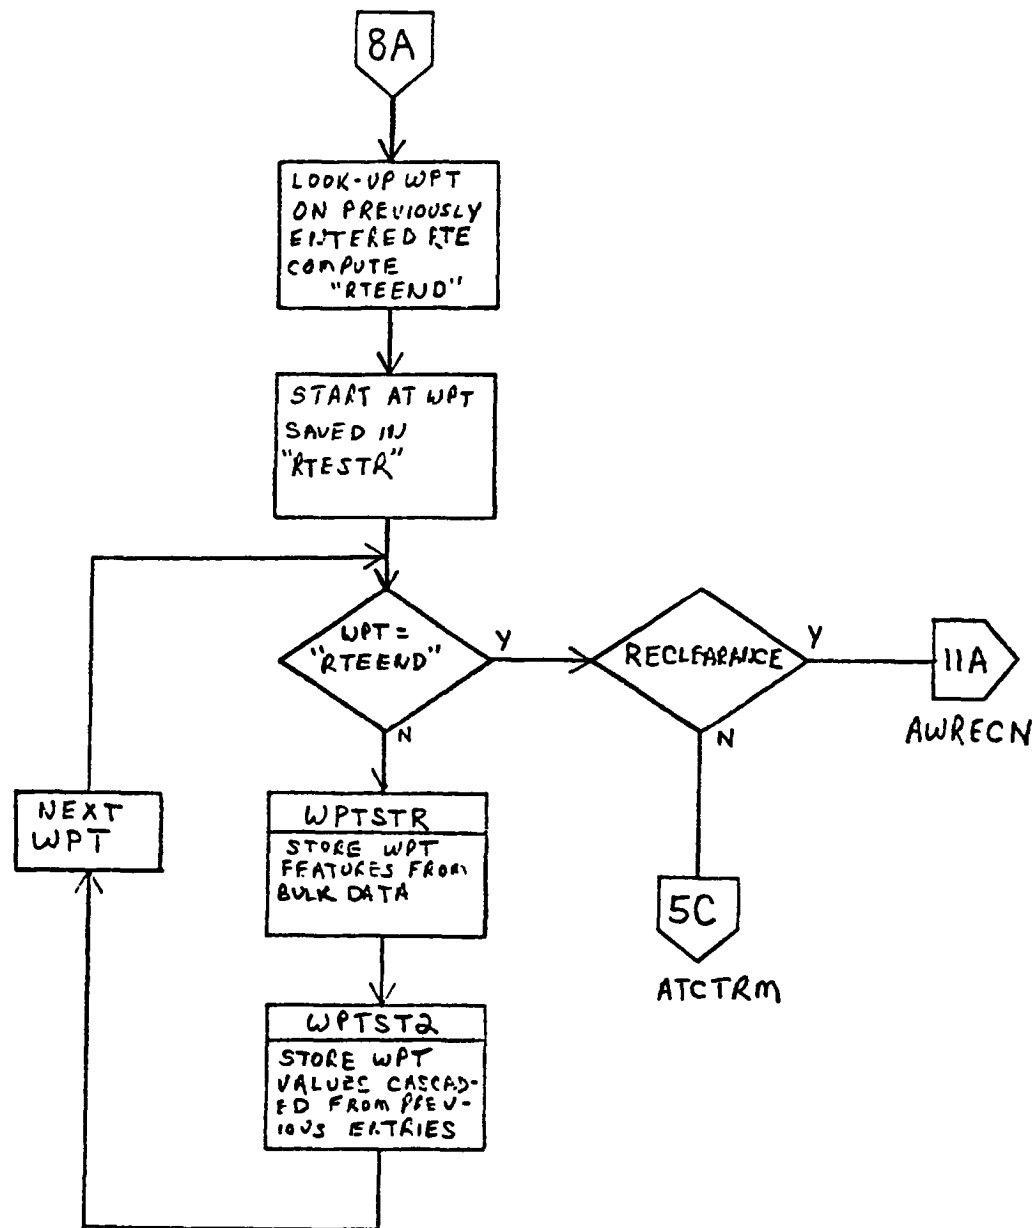 8A
LOOK-UP WPT
ON PREVIOUSLY
ENTERED RTE
COMPUTE
"RTEEND"
START AT WPT
SAVED IN
"RTESTR"
WPT =
"RTEEND"
Y
N
RECLEARANCE
Y
N
11A
AWRECN
5C
ATCTRM
NEXT
WPT
WPTSTR
STORE WPT
FEATURES FROM
BULK DATA
WPTST2
STORE WPT
VALUES CASCAD-
ED FROM PREV-
IOUS ENTRIES